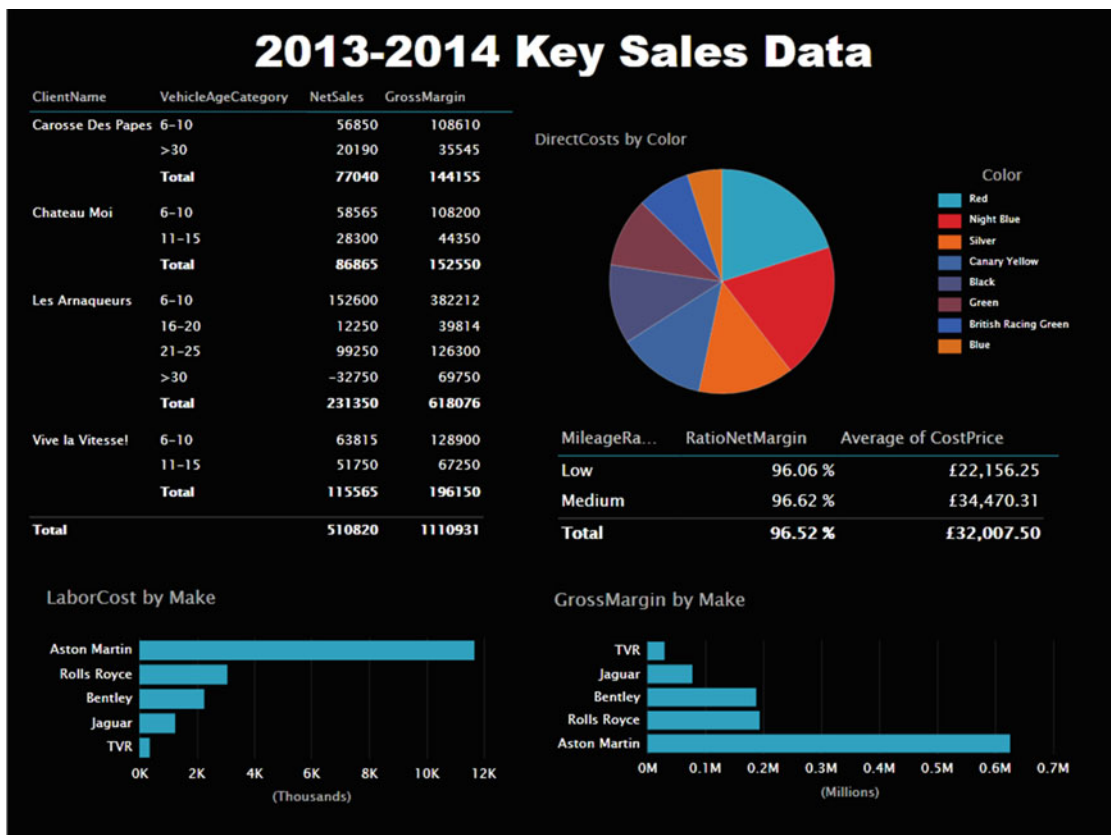 2013-2014 Key Sales Data
ClientName VehicleAgeCategory NetSales GrossMargin
Carosse Des Papes 6-10 56850 108610
>30 20190 35545
Total 77040 144155
Chateau Moi 6-10 58565 108200
11-15 28300 44350
Total 86865 152550
Les Arnaqueurs 6-10 152600 382212
16-20 12250 39814
21-25 99250 126300
>30 -32750 69750
Total 231350 618076
Vive la Vitesse! 6-10 63815 128900
11-15 51750 67250
Total 115565 196150
Total 510820 1110931
DirectCosts by Color
Color
Red
Night Blue
Silver
Canary Yellow
Black
Green
British Racing Green
Blue
MileageRa... RatioNetMargin Average of CostPrice
Low 96.06 % £22,156.25
Medium 96.62 % £34,470.31
Total 96.52 % £32,007.50
LaborCost by Make
Aston Martin
Rolls Royce
Bentley
Jaguar
TVR
0K 2K 4K 6K 8K 10K 12K
(Thousands)
GrossMargin by Make
TVR
Jaguar
Bentley
Rolls Royce
Aston Martin
0M 0.1M 0.2M 0.3M 0.4M 0.5M 0.6M 0.7M
(Millions)